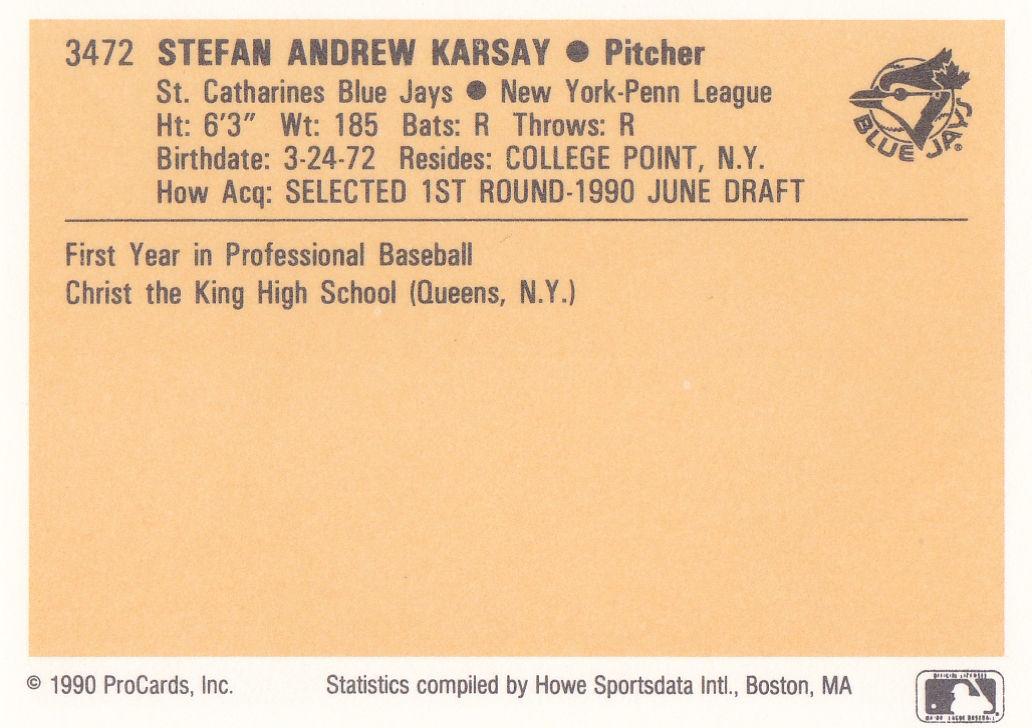 3472 STEFAN ANDREW KARSAY ● Pitcher
St. Catharines Blue Jays ● New York-Penn League
Ht: 6'3" Wt: 185 Bats: R Throws: R
Birthdate: 3-24-72 Resides: COLLEGE POINT, N.Y.
How Acq: SELECTED 1ST ROUND-1990 JUNE DRAFT
BLUE JAYS®
First Year in Professional Baseball
Christ the King High School (Queens, N.Y.)
© 1990 ProCards, Inc. Statistics compiled by Howe Sportsdata Intl., Boston, MA